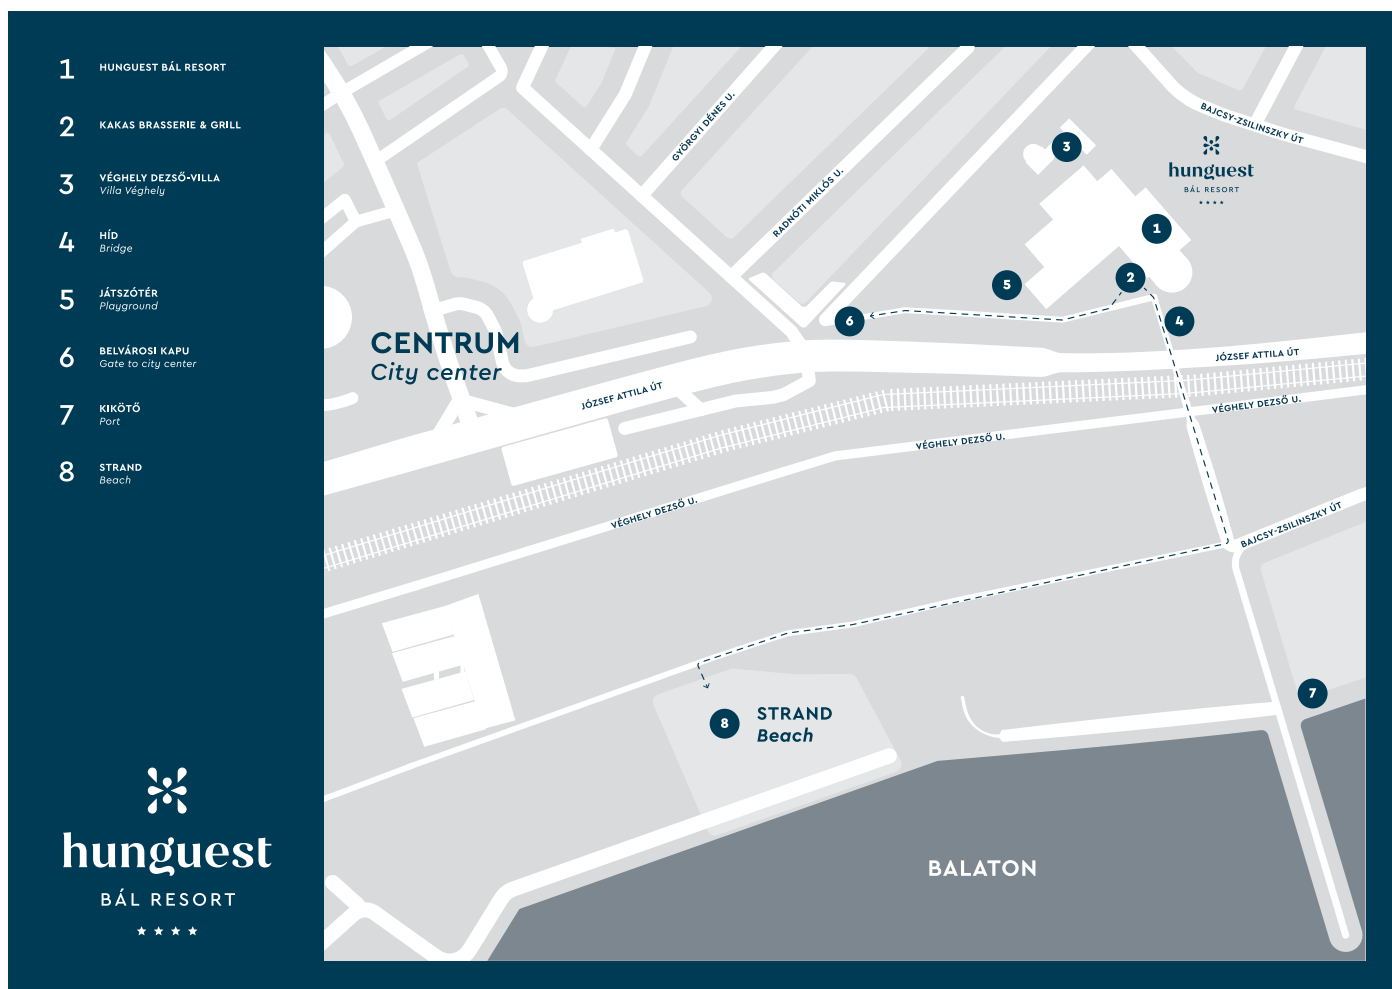 1 HUNGUEST BÁL RESORT
2 KAKAS BRASSERIE & GRILL
3 VÉGHELY DEZSŐ-VILLA
Villa Véghely
4 HÍD
Bridge
5 JÁTSZÓTÉR
Playground
6 BELVÁROSI KAPU
Gate to city center
7 KIKÖTŐ
Port
8 STRAND
Beach
hunguest
BÁL RESORT
GYÖRGYI DÉNES U.
RADNÓTI MIKLÓS U.
BAJCSY-ZSILINSZKY ÚT
hunguest
BÁL RESORT
3
1
2
5
6
4
CENTRUM
City center
JÓZSEF ATTILA ÚT
JÓZSEF ATTILA ÚT
VÉGHELY DEZSŐ U.
VÉGHELY DEZSŐ U.
VÉGHELY DEZSŐ U.
BAJCSY-ZSILINSZKY ÚT
7
8
STRAND
Beach
BALATON